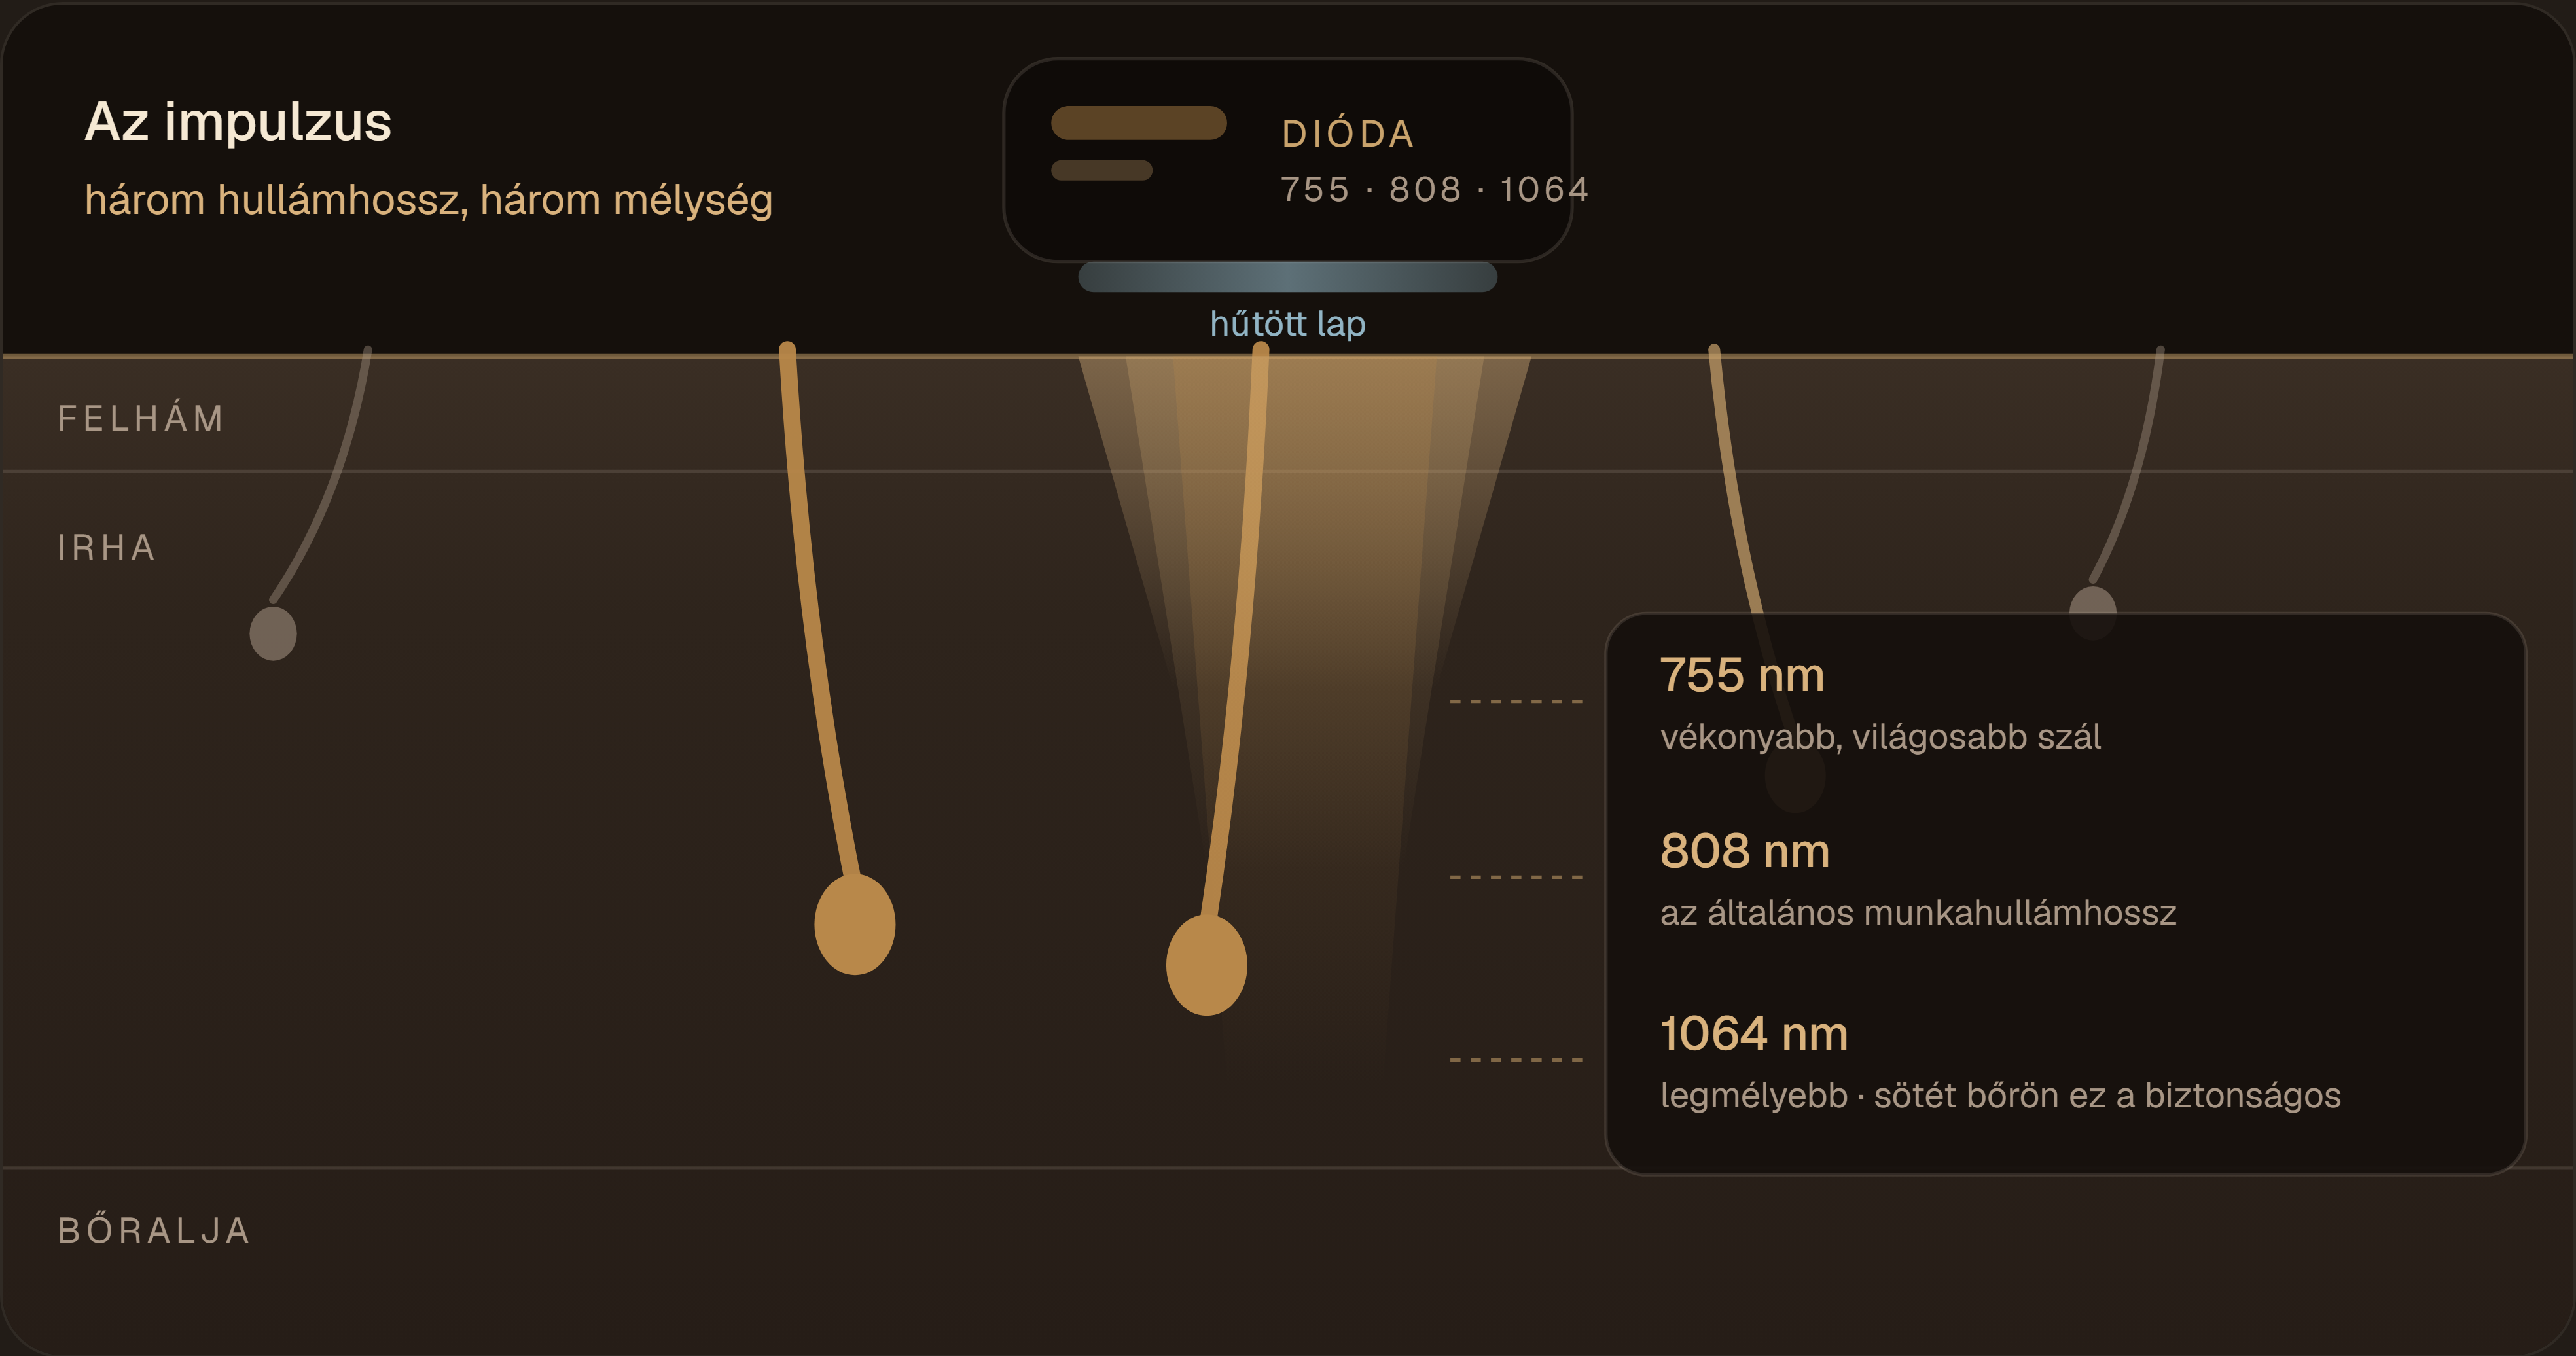 Az impulzus
három hullámhossz, három mélység
DIÓDA
755 · 808 · 1064
hűtött lap
FELHÁM
IRHA
755 nm
vékonyabb, világosabb szál
808 nm
az általános munkahullámhossz
1064 nm
legmélyebb · sötét bőrön ez a biztonságos
BŐRALJA